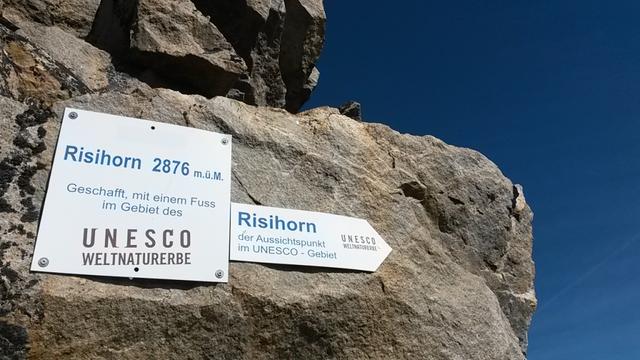 Risihorn 2876 m.ü.M.
Geschafft, mit einem Fuss
im Gebiet des
UNESCO
WELTNATURERBE
Risihorn
der Aussichtspunkt
im UNESCO - Gebiet
UNESCO
WELTNATURERBE